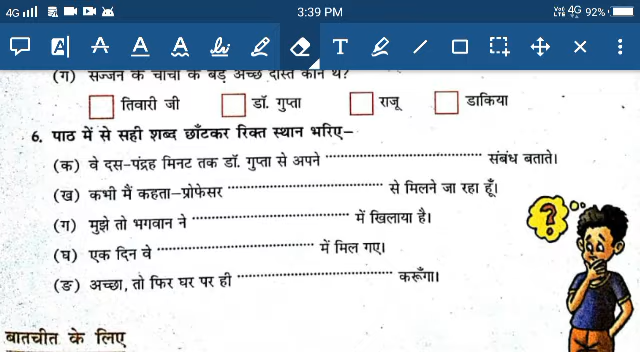 4G 3:39 PM VoLTE 4G 92%
A A A A T
(ग) सज्जन के चाचा के बड़े अच्छे दोस्त कौन थे?
तिवारी जी डॉ. गुप्ता राजू डाकिया
6. पाठ में से सही शब्द छाँटकर रिक्त स्थान भरिए–
(क) वे दस-पंद्रह मिनट तक डॉ. गुप्ता से अपने ........................ संबंध बताते।
(ख) कभी मैं कहता–प्रोफेसर ........................ से मिलने जा रहा हूँ।
(ग) मुझे तो भगवान ने ........................ में खिलाया है।
(घ) एक दिन वे ........................ में मिल गए।
(ङ) अच्छा, तो फिर घर पर ही ........................ करूँगा।
?
बातचीत के लिए